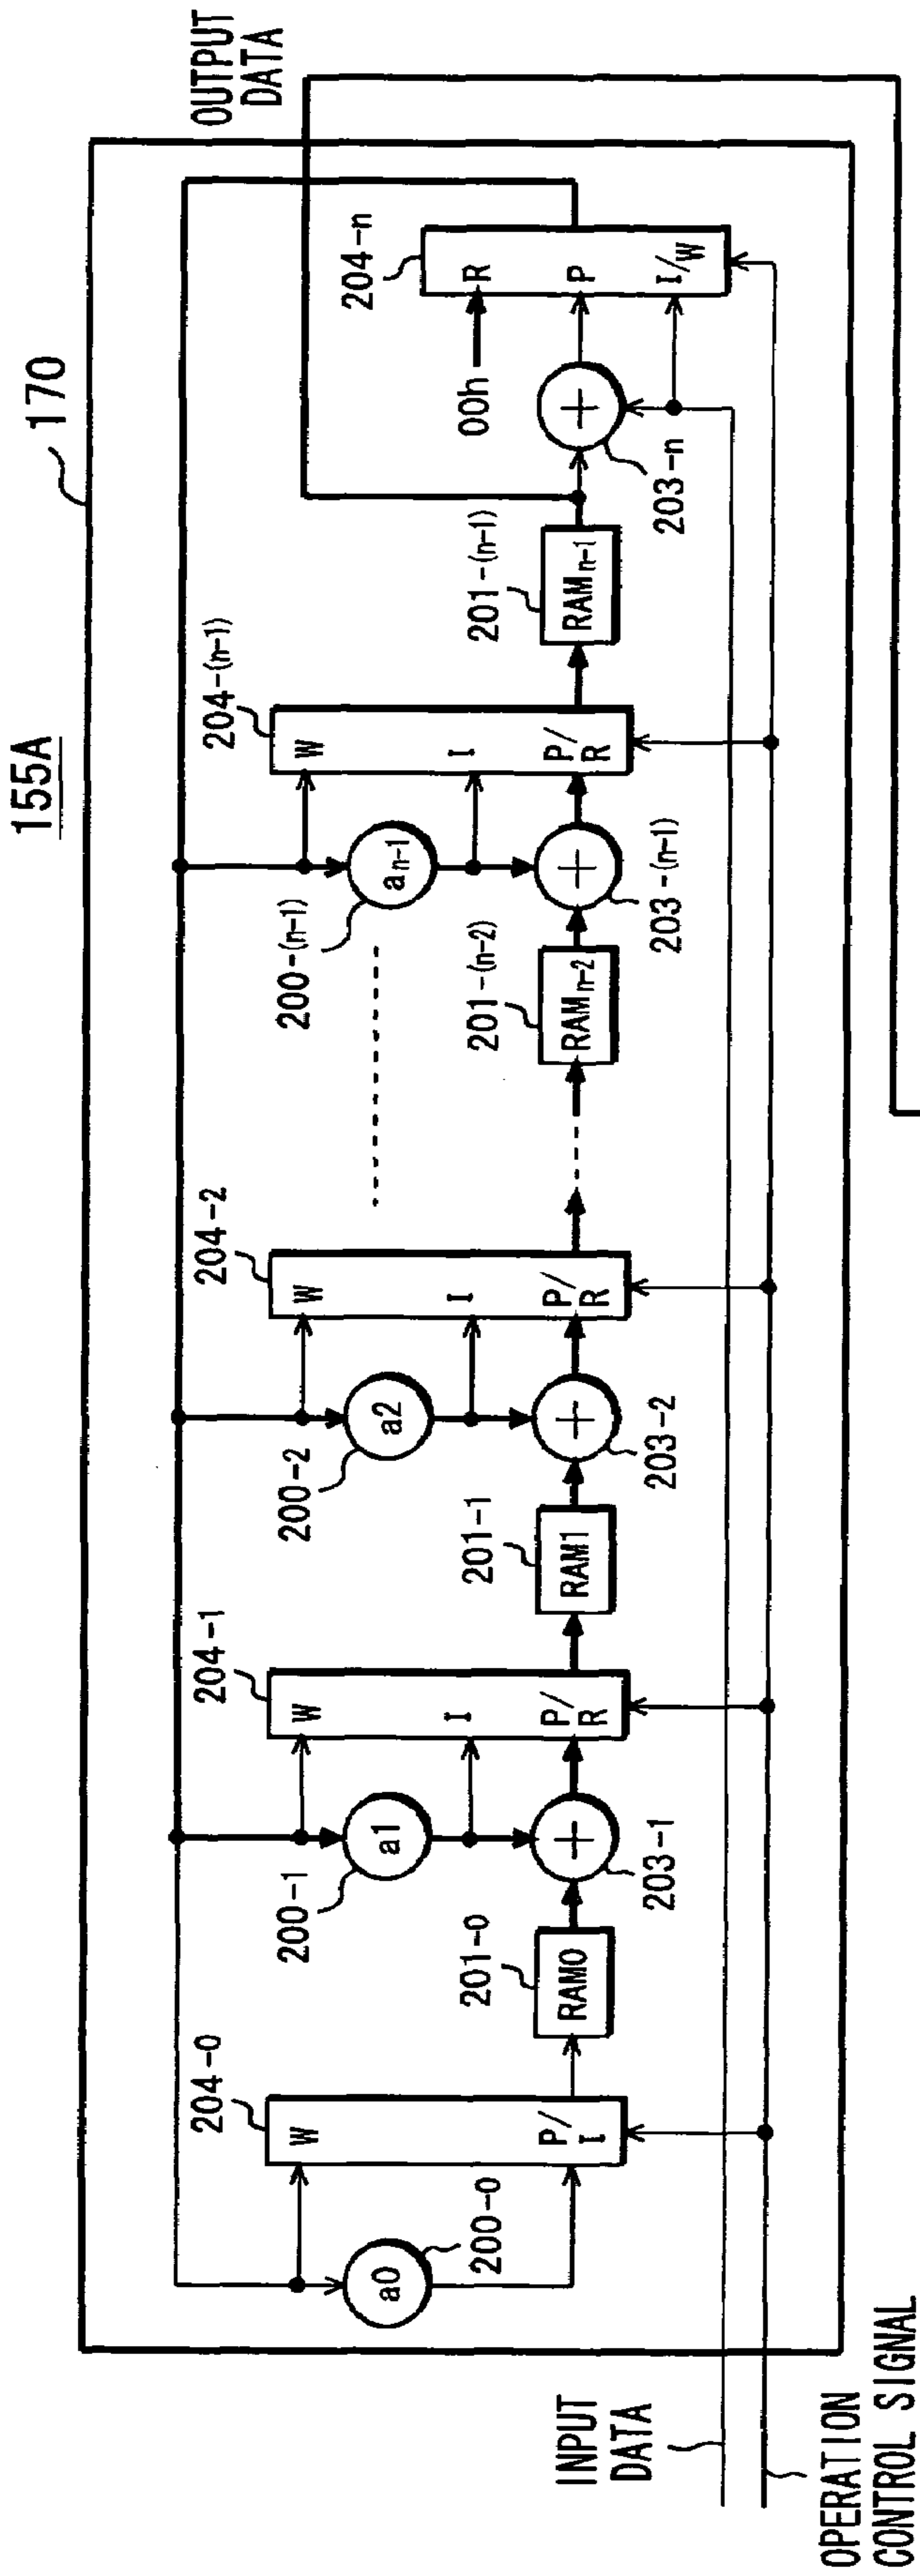 155A
170
OUTPUT
DATA
204-0
W
P/
I
a0
200-0
201-0
RAM0
200-1
a1
204-1
W
I
P/
R
203-1
201-1
RAM1
200-2
a2
204-2
W
I
P/
R
203-2
201-(n-2)
RAMn-2
200-(n-1)
an-1
204-(n-1)
W
I
P/
R
203-(n-1)
201-(n-1)
RAMn-1
00h
204-n
R
P
I/W
203-n
INPUT
DATA
OPERATION
CONTROL SIGNAL